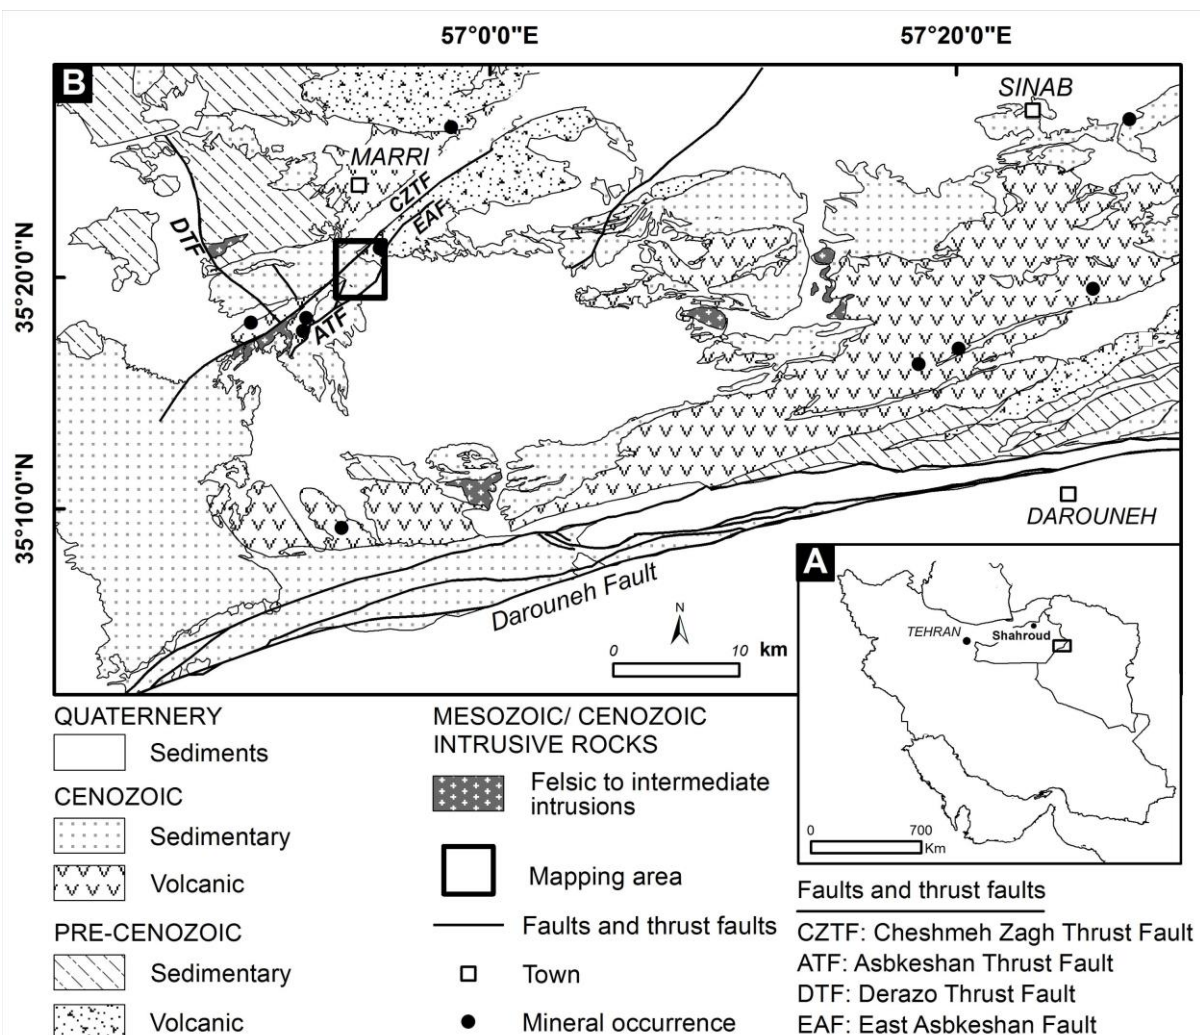 57°0'0"E
57°20'0"E
B
SINAB
MARRI
CZTF
EAF
DTF
35°20'0"N
ATF
35°10'0"N
DAROUNEH
Darouneh Fault
N
0 10 km
A
TEHRAN
Shahroud
0 700
Km
QUATERNERY
Sediments
CENOZOIC
Sedimentary
Volcanic
PRE-CENOZOIC
Sedimentary
Volcanic
MESOZOIC/ CENOZOIC
INTRUSIVE ROCKS
Felsic to intermediate
intrusions
Mapping area
Faults and thrust faults
Town
Mineral occurrence
Faults and thrust faults
CZTF: Cheshmeh Zagh Thrust Fault
ATF: Asbkeshan Thrust Fault
DTF: Derazo Thrust Fault
EAF: East Asbkeshan Fault